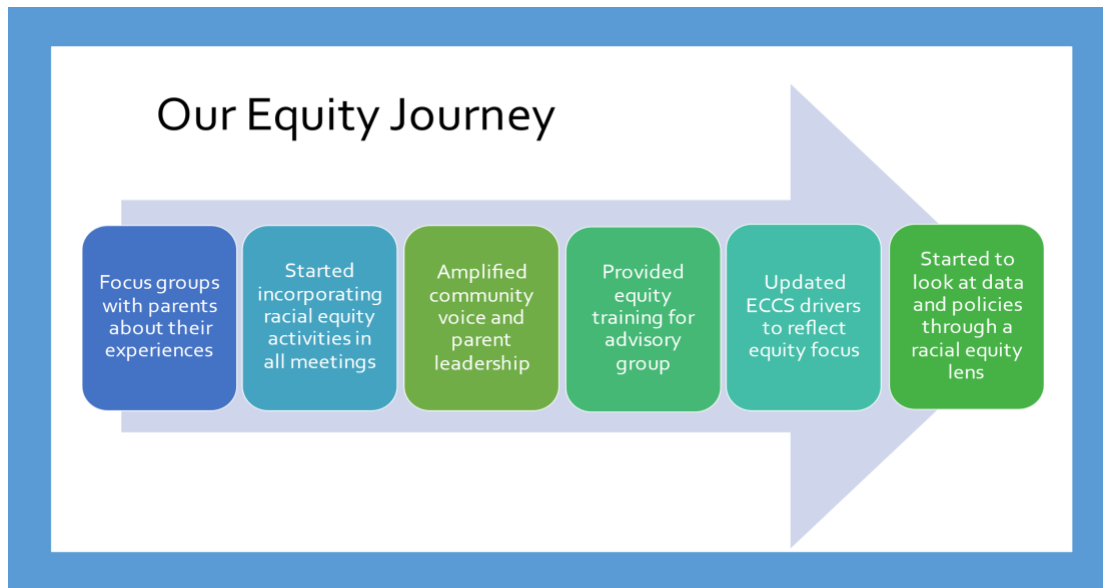 Our Equity Journey
Focus groups
with parents
about their
experiences
Started
incorporating
racial equity
activities in
all meetings
Amplified
community
voice and
parent
leadership
Provided
equity
training for
advisory
group
Updated
ECCS drivers
to reflect
equity focus
Started to
look at data
and policies
through a
racial equity
lens